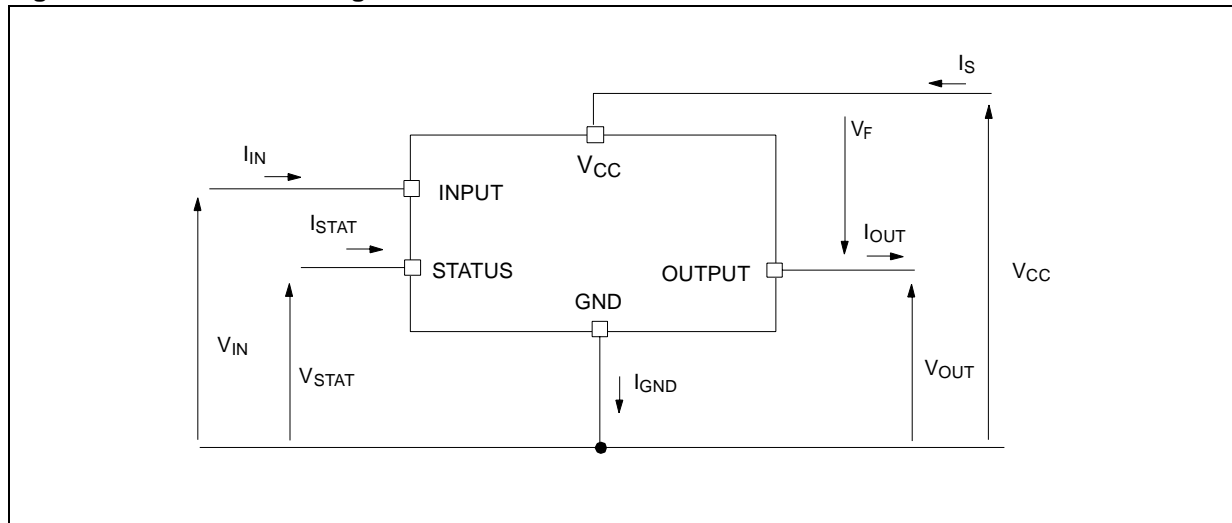 I_S
V_F
V_CC
I_IN
INPUT
I_STAT
I_OUT
STATUS
OUTPUT
V_CC
GND
V_IN
V_STAT
I_GND
V_OUT